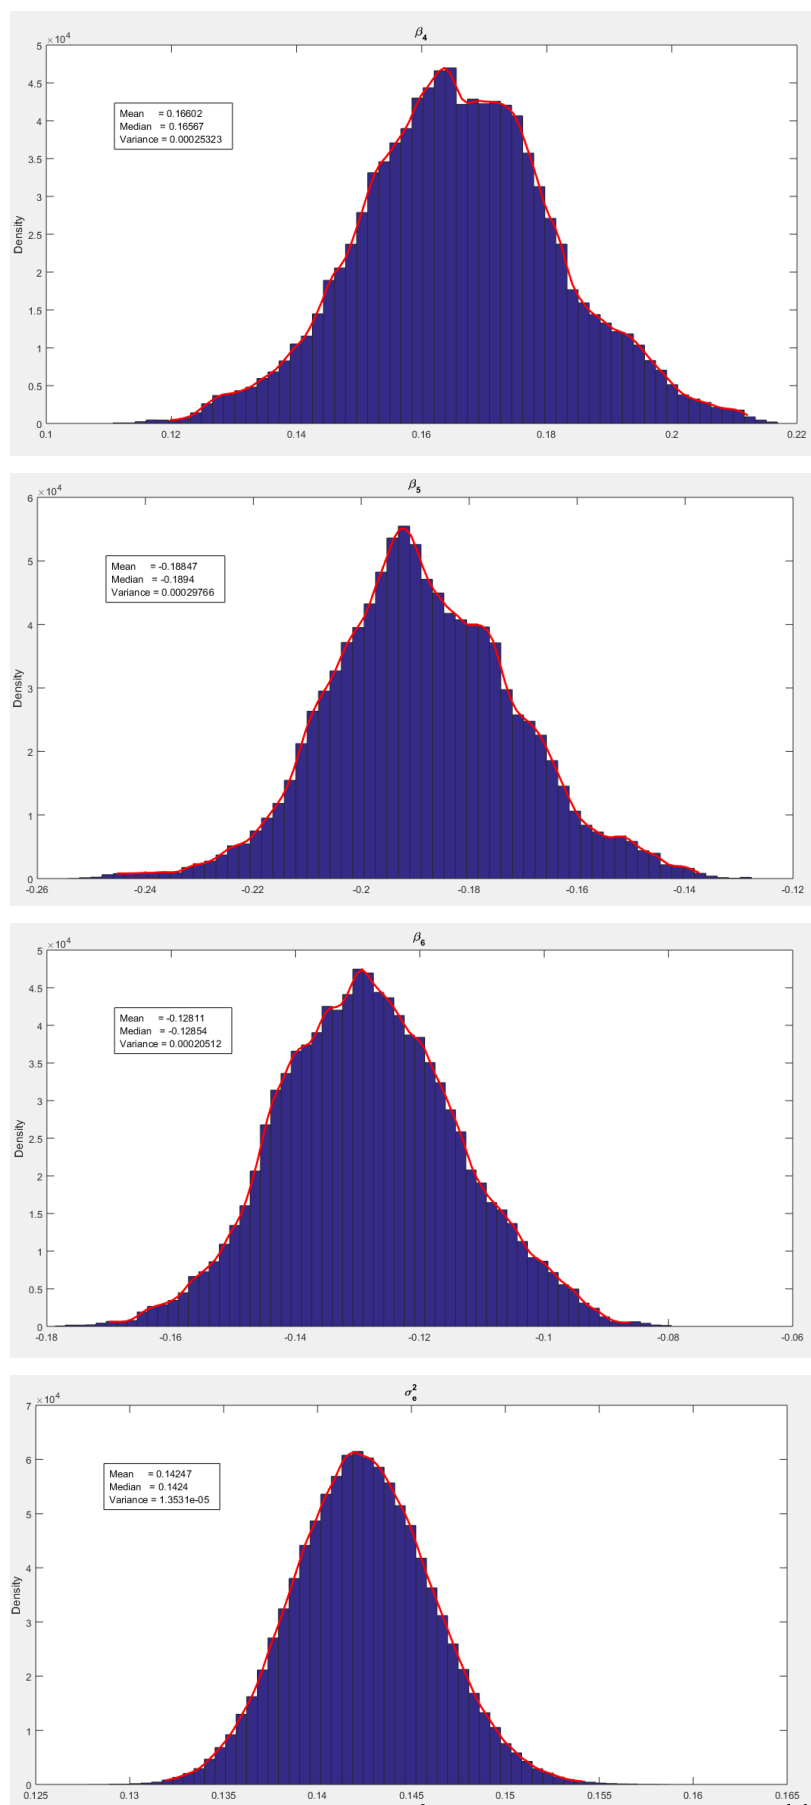 β4
×10^4
5
4.5
4
3.5
3
2.5
2
1.5
1
0.5
0
Density
Mean = 0.16602
Median = 0.16567
Variance = 0.00025323
0.1 0.12 0.14 0.16 0.18 0.2 0.22
β5
×10^4
6
5
4
3
2
1
0
Density
Mean = -0.18847
Median = -0.1894
Variance = 0.00029766
-0.26 -0.24 -0.22 -0.2 -0.18 -0.16 -0.14 -0.12
β6
×10^4
5
4.5
4
3.5
3
2.5
2
1.5
1
0.5
0
Density
Mean = -0.12811
Median = -0.12854
Variance = 0.00020512
-0.18 -0.16 -0.14 -0.12 -0.1 -0.08 -0.06
σe^2
×10^4
7
6
5
4
3
2
1
0
Density
Mean = 0.14247
Median = 0.1424
Variance = 1.3531e-05
0.125 0.13 0.135 0.14 0.145 0.15 0.155 0.16 0.165